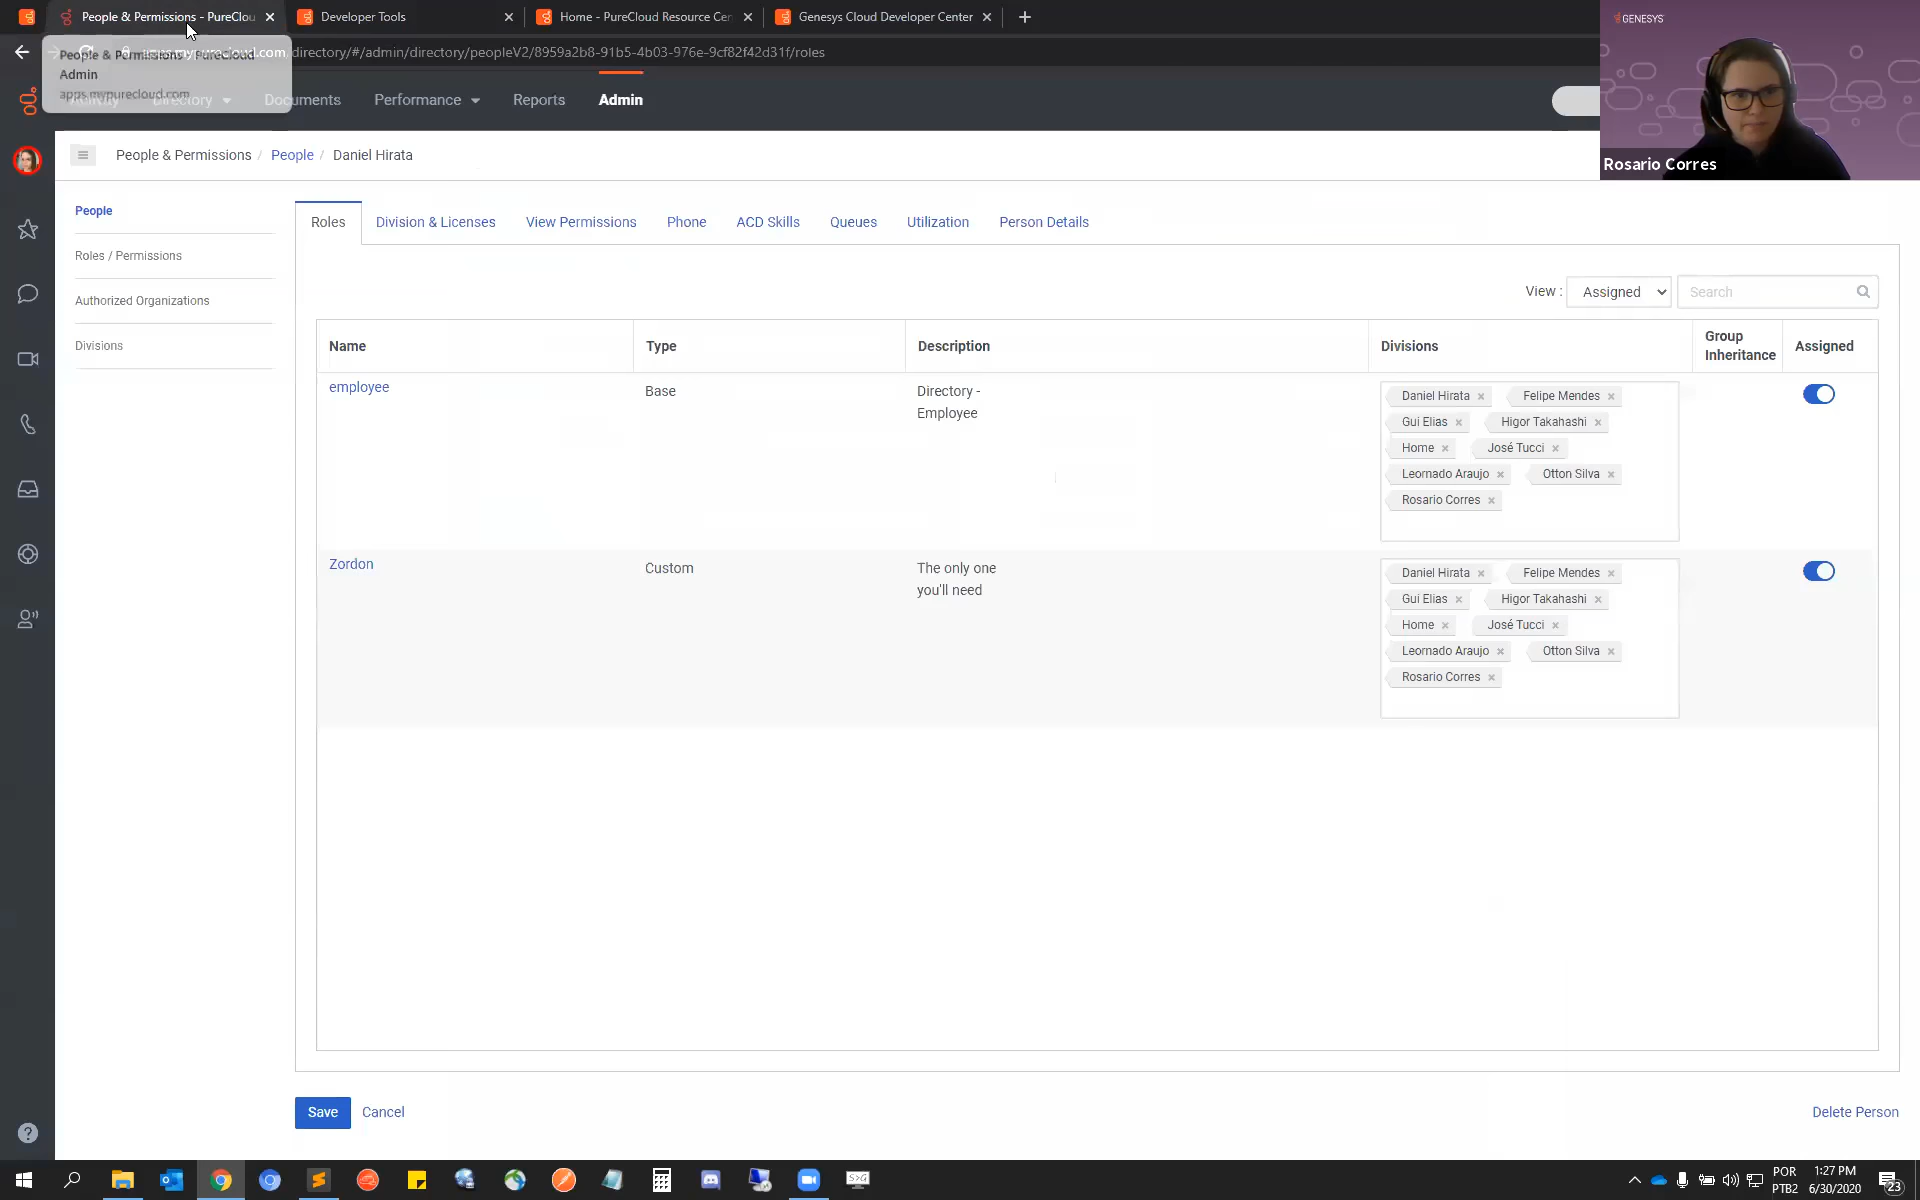 People & Permissions - PureClou
Developer Tools
Home - PureCloud Resource Cer
Genesys Cloud Developer Center
directory/#/admin/directory/peopleV2/8959a2b8-91b5-4b03-976e-9cf82f42d31f/roles
Admin
apps.mypurecloud.com
Directory
Documents
Performance
Reports
Admin
GENESYS
Rosario Corres
People & Permissions / People / Daniel Hirata
People
Roles / Permissions
Authorized Organizations
Divisions
Roles
Division & Licenses
View Permissions
Phone
ACD Skills
Queues
Utilization
Person Details
View :
Assigned
Search
Name
Type
Description
Divisions
Group
Inheritance
Assigned
employee
Base
Directory -
Employee
Daniel Hirata × Felipe Mendes ×
Gui Elias × Higor Takahashi ×
Home × José Tucci ×
Leornado Araujo × Otton Silva ×
Rosario Corres ×
Zordon
Custom
The only one
you'll need
Daniel Hirata × Felipe Mendes ×
Gui Elias × Higor Takahashi ×
Home × José Tucci ×
Leornado Araujo × Otton Silva ×
Rosario Corres ×
Save
Cancel
Delete Person
POR
PTB2
1:27 PM
6/30/2020
23